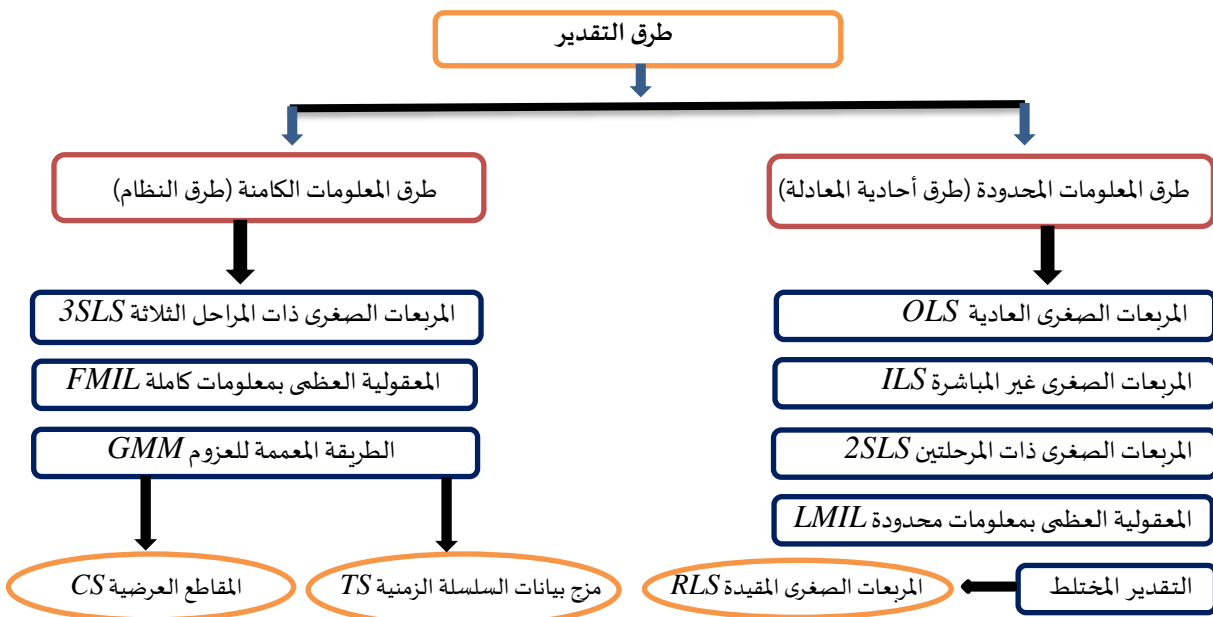 طرق التقدير
طرق المعلومات المحدودة (طرق أحادية المعادلة)
طرق المعلومات الكامنة (طرق النظام)
المربعات الصغرى العادية OLS
المربعات الصغرى ذات المراحل الثلاثة 3SLS
المربعات الصغرى غير المباشرة ILS
المعقولية العظمى بمعلومات كاملة FMIL
المربعات الصغرى ذات المرحلتين 2SLS
الطريقة المعممة للعزوم GMM
المعقولية العظمى بمعلومات محدودة LMIL
التقدير المختلط
المربعات الصغرى المقيدة RLS
مزج بيانات السلسلة الزمنية TS
المقاطع العرضية CS